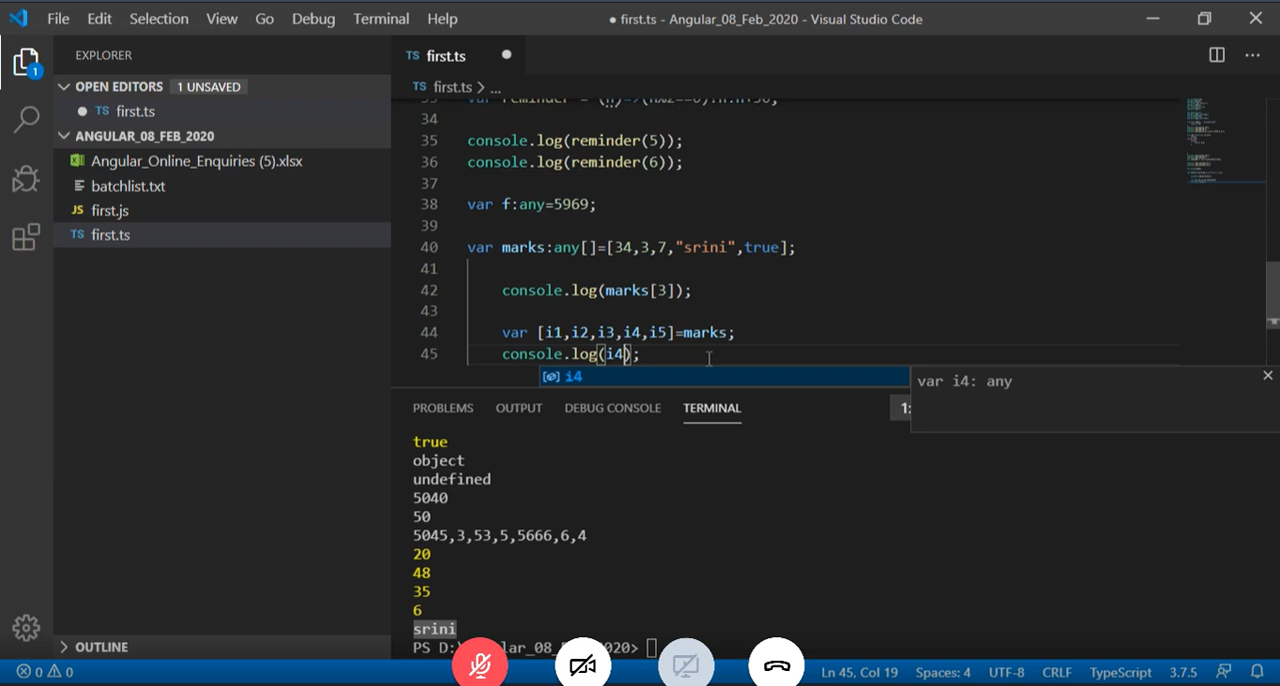 File Edit Selection View Go Debug Terminal Help ● first.ts - Angular_08_Feb_2020 - Visual Studio Code
EXPLORER
OPEN EDITORS 1 UNSAVED
TS first.ts
ANGULAR_08_FEB_2020
Angular_Online_Enquiries (5).xlsx
batchlist.txt
JS first.js
TS first.ts
OUTLINE
1
TS first.ts
TS first.ts > ...
34
35 console.log(reminder(5));
36 console.log(reminder(6));
37
38 var f:any=5969;
39
40 var marks:any[]=[34,3,7,"srini",true];
41
42 console.log(marks[3]);
43
44 var [i1,i2,i3,i4,i5]=marks;
45 console.log(i4);
i4
var i4: any
PROBLEMS OUTPUT DEBUG CONSOLE TERMINAL 1:
true
object
undefined
5040
50
5045,3,53,5,5666,6,4
20
48
35
6
srini
0 0 Ln 45, Col 19 Spaces: 4 UTF-8 CRLF TypeScript 3.7.5